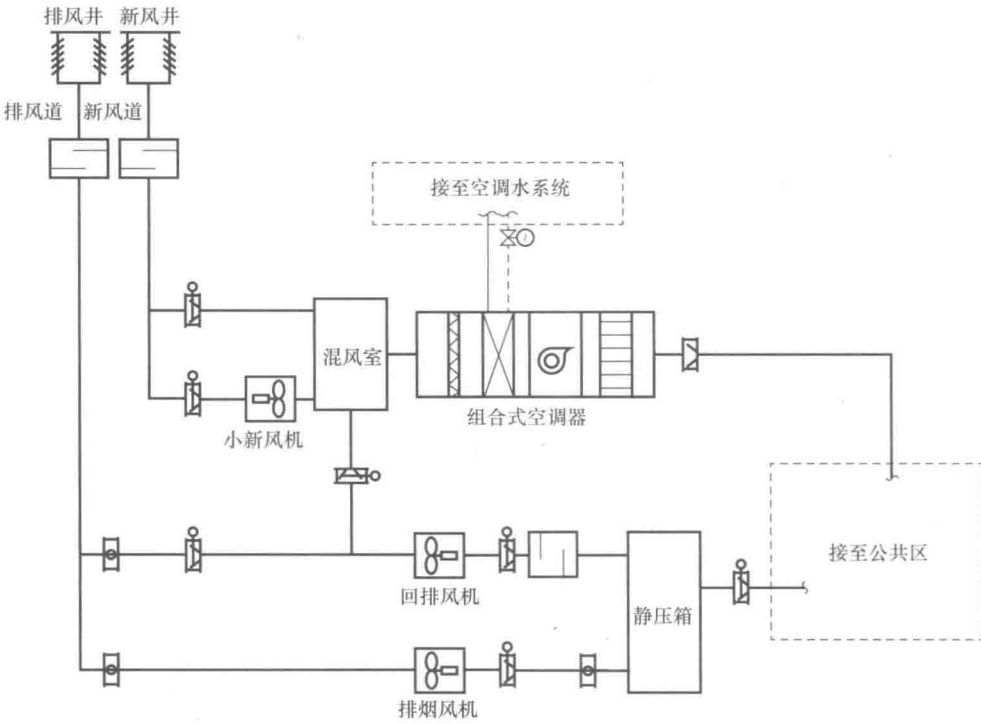 排风井
新风井
排风道
新风道
接至空调水系统
混风室
组合式空调器
小新风机
接至公共区
回排风机
静压箱
排烟风机